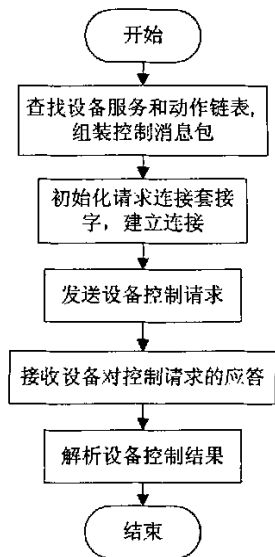 开始
查找设备服务和动作链表,
组装控制消息包
初始化请求连接套接
字，建立连接
发送设备控制请求
接收设备对控制请求的应答
解析设备控制结果
结束